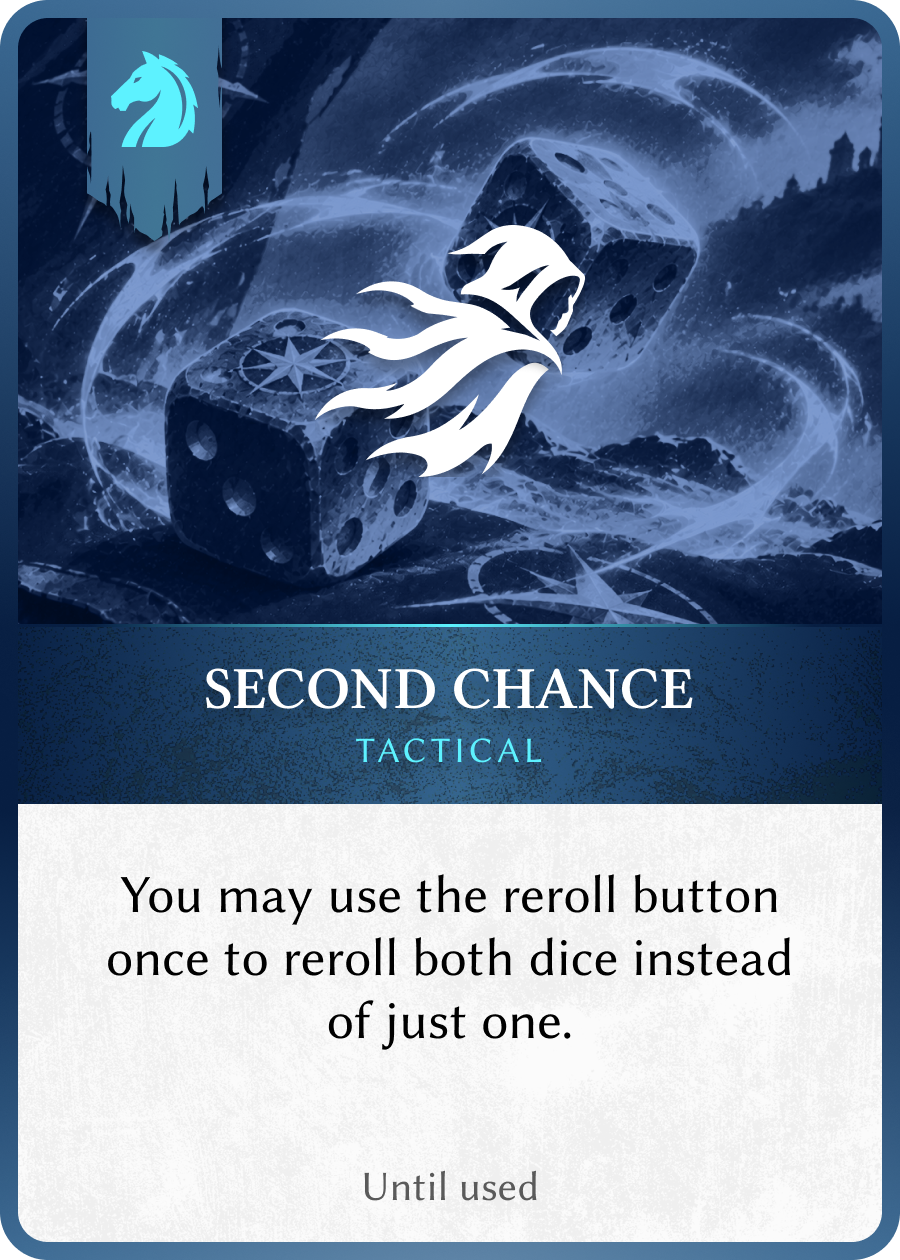 SECOND CHANCE
TACTICAL
You may use the reroll button
once to reroll both dice instead
of just one.
Until used